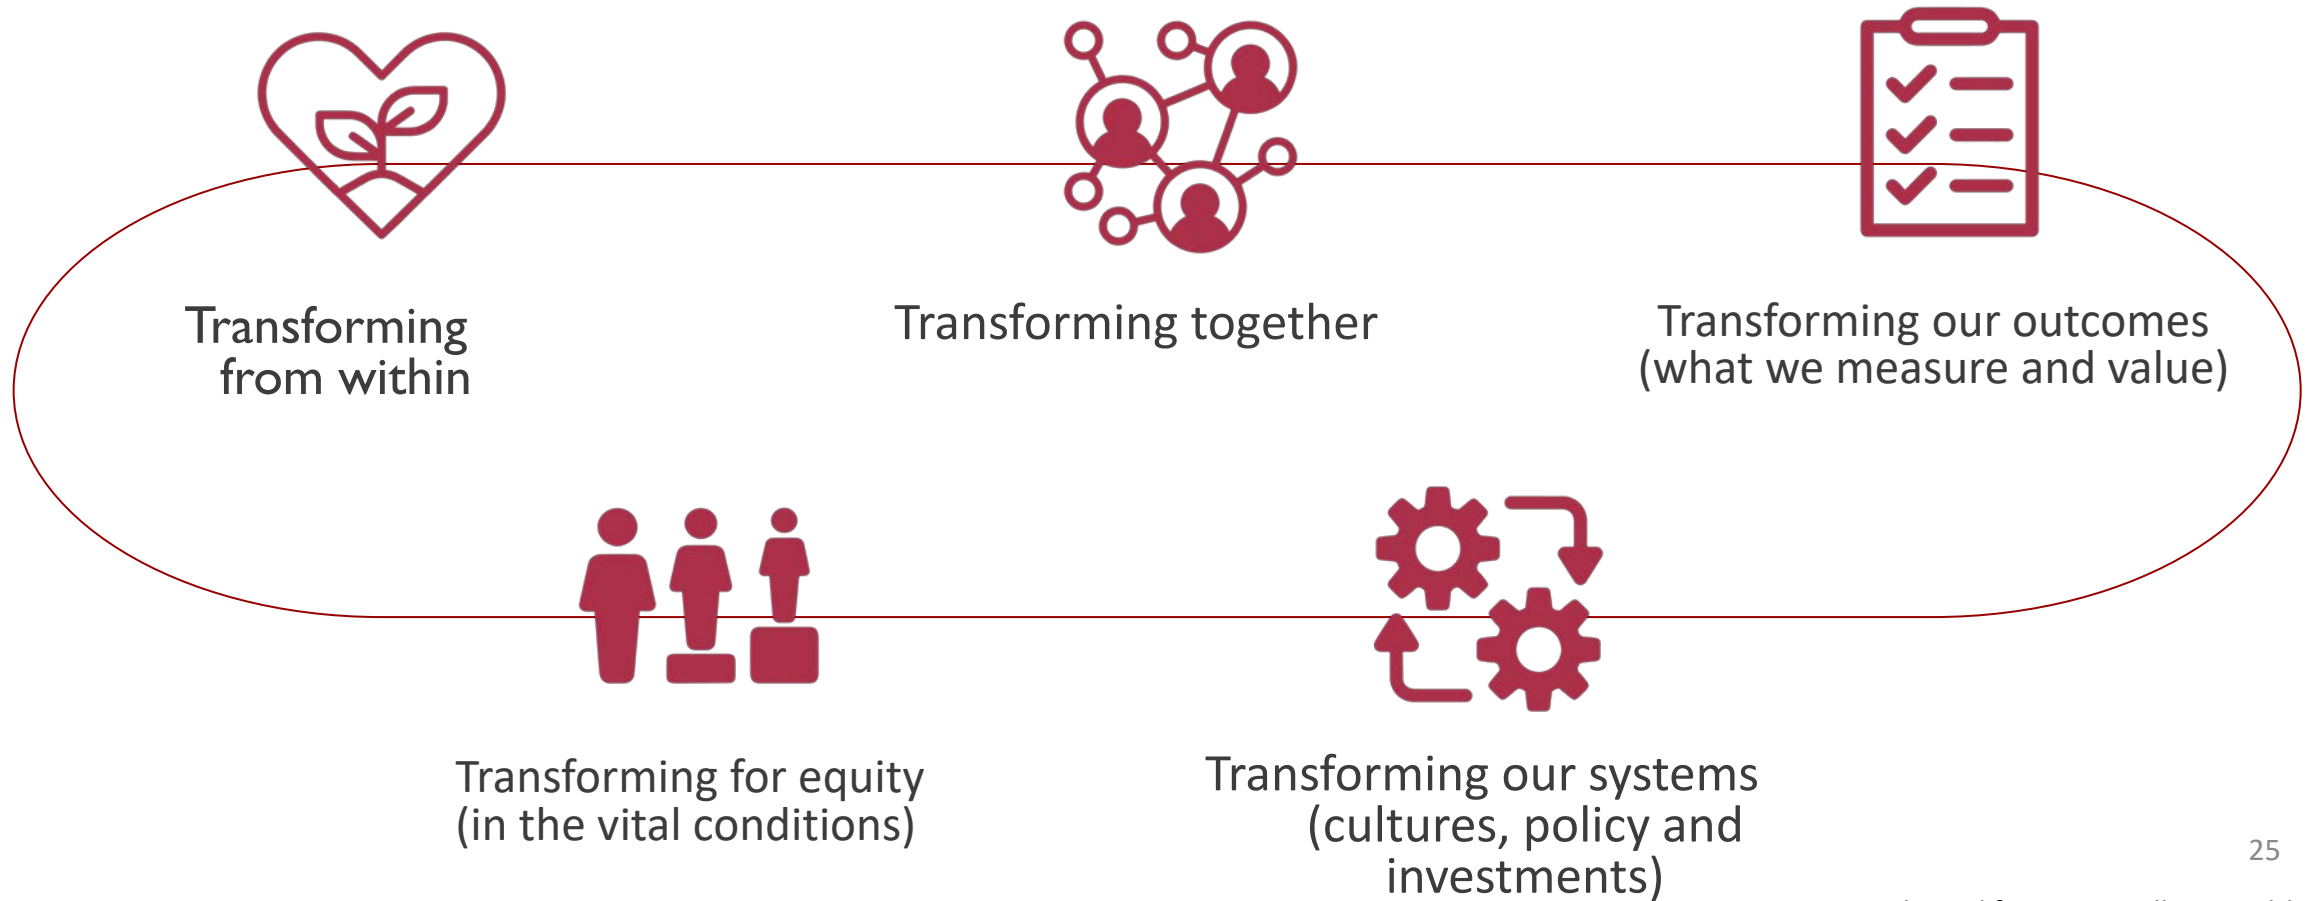 Transforming
from within
Transforming together
Transforming our outcomes
(what we measure and value)
Transforming for equity
(in the vital conditions)
Transforming our systems
(cultures, policy and
investments)
25